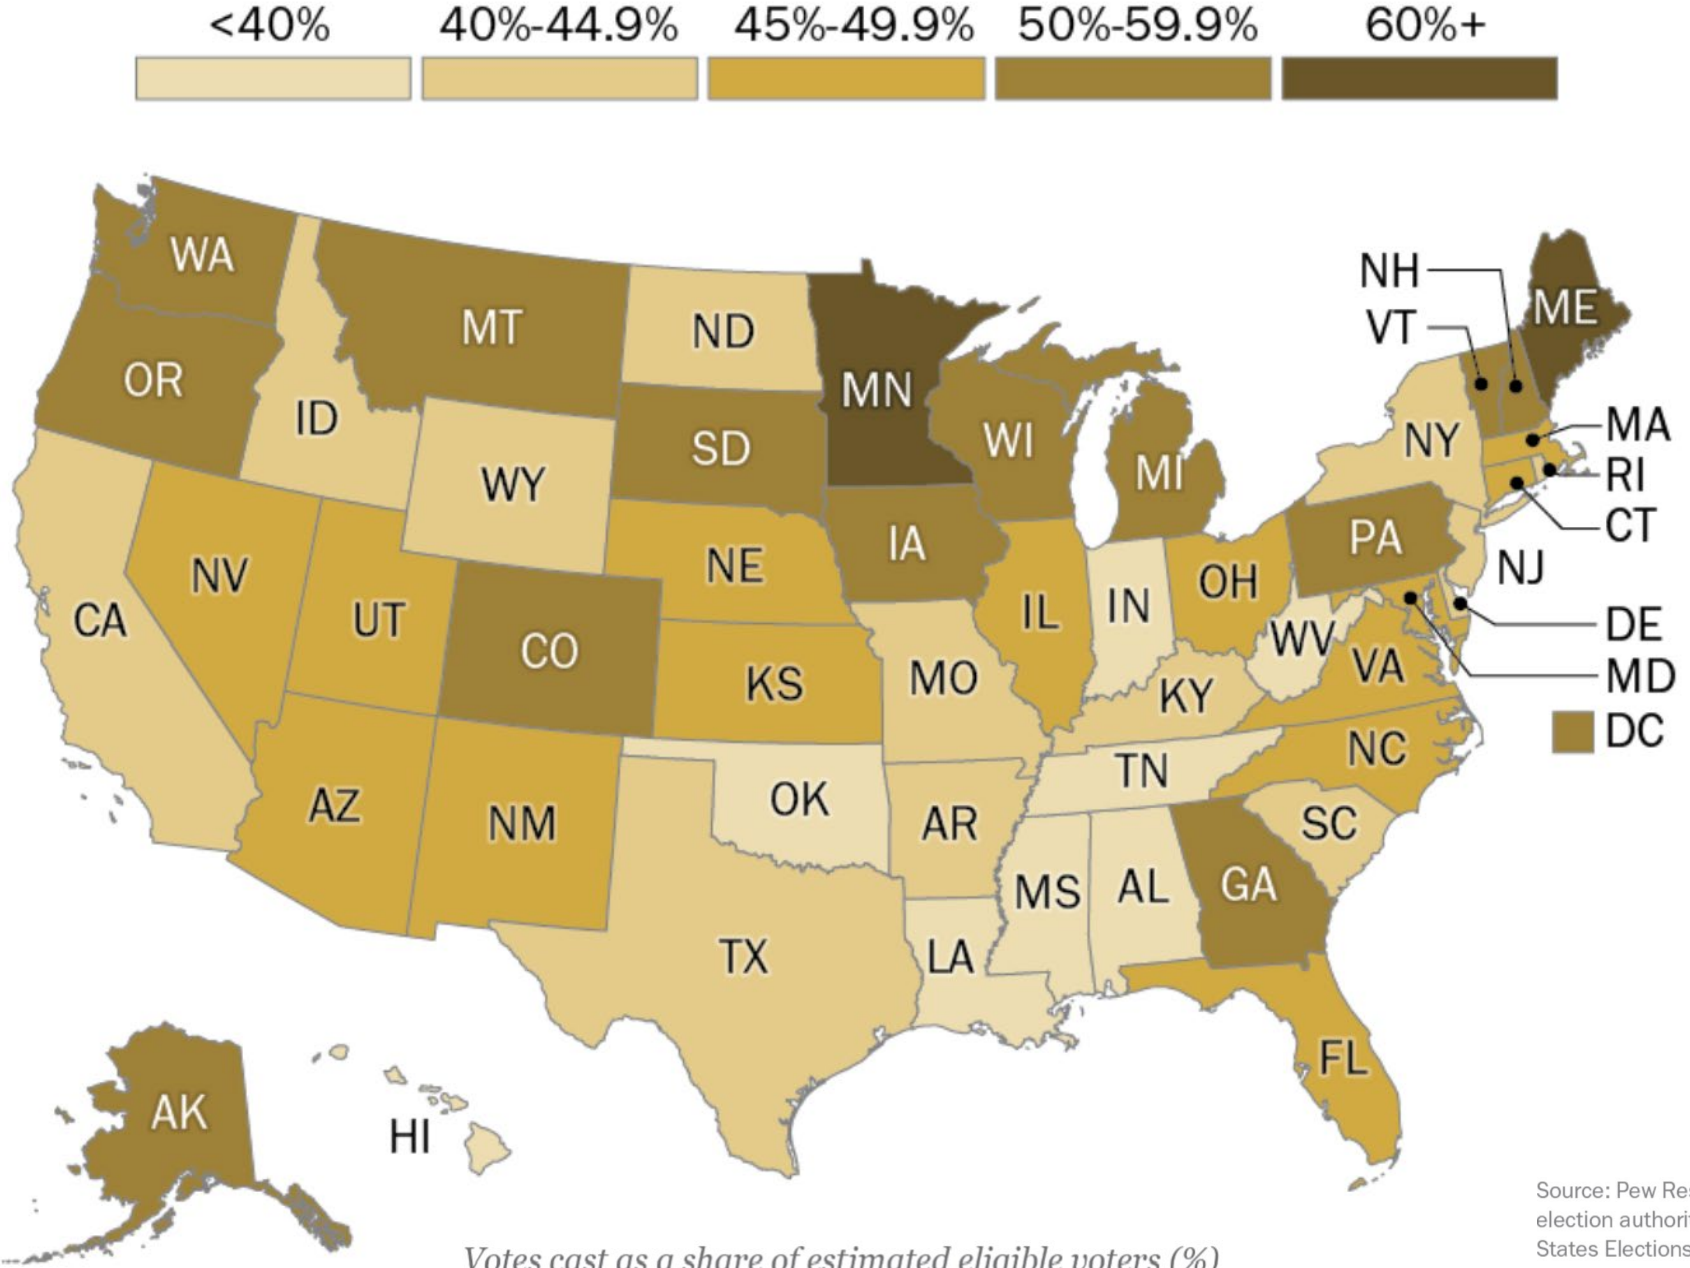 <40% 40%-44.9% 45%-49.9% 50%-59.9% 60%+
WA
MT
ND
MN
ME
NH
VT
OR
ID
SD
WI
MI
NY
MA
RI
CT
WY
IA
PA
NJ
NV
NE
IL
IN
OH
DE
CA
UT
CO
KS
MO
WV
VA
MD
KY
DC
NC
TN
AZ
NM
OK
AR
SC
MS
AL
GA
TX
LA
FL
AK
HI
Source: Pew
election
States Elections
Votes cast as a share of estimated eligible voters (%)